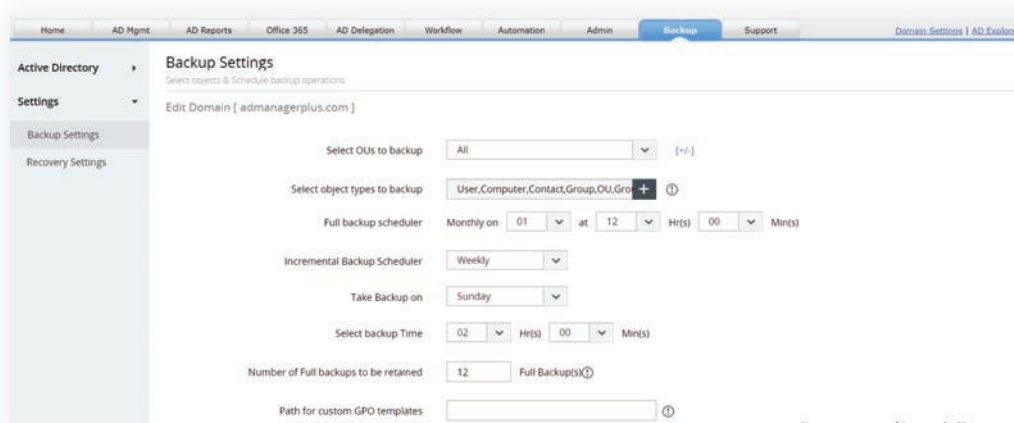 Home AD Mgmt AD Reports Office 365 AD Delegation Workflow Automation Admin Backup Support Domain Settings | AD Explore
Active Directory
Settings
Backup Settings
Recovery Settings
Backup Settings
Select objects & Schedule backup operations
Edit Domain [ admanagerplus.com ]
Select OUs to backup All [+/-]
Select object types to backup User,Computer,Contact,Group,OU,Gro +
Full backup scheduler Monthly on 01 at 12 Hr(s) 00 Min(s)
Incremental Backup Scheduler Weekly
Take Backup on Sunday
Select backup Time 02 Hr(s) 00 Min(s)
Number of Full backups to be retained 12 Full Backup(s)
Path for custom GPO templates